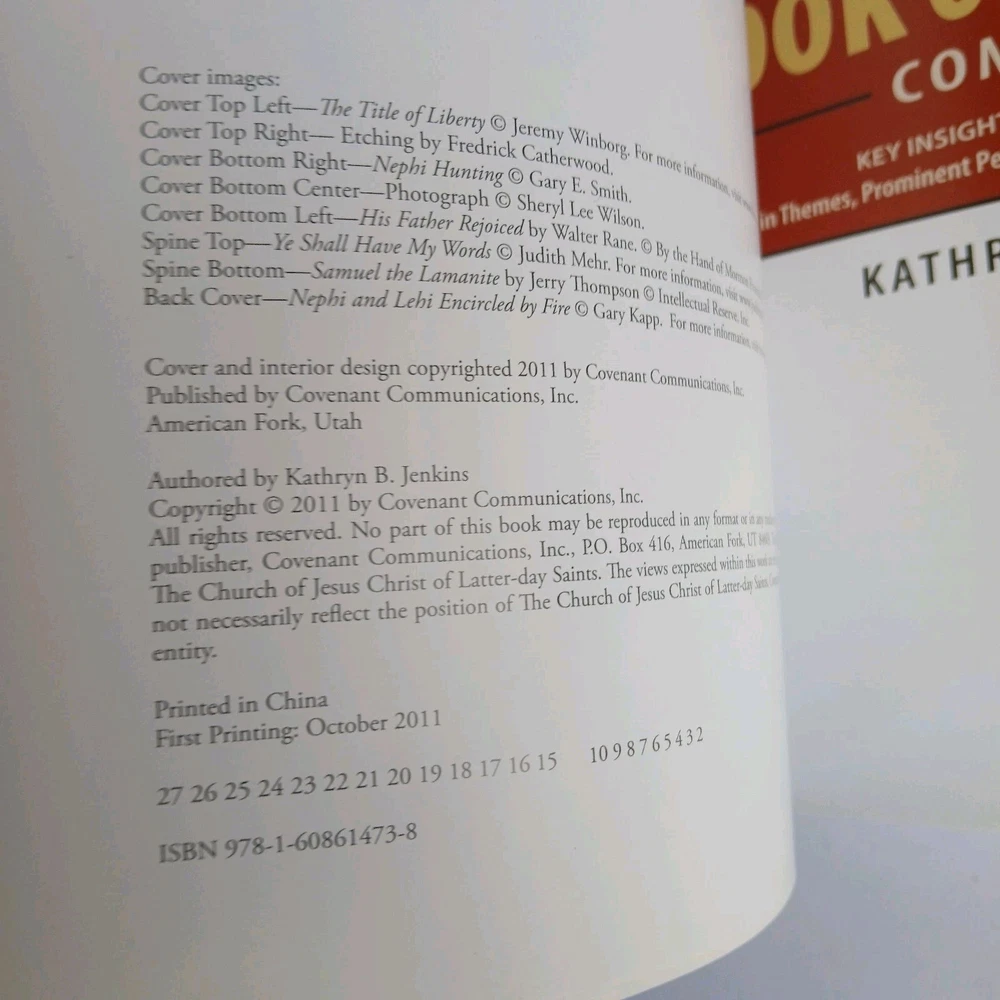 Cover images:
Cover Top Left—The Title of Liberty © Jeremy Winborg. For more information,
Cover Top Right— Etching by Fredrick Catherwood.
Cover Bottom Right—Nephi Hunting © Gary E. Smith.
Cover Bottom Center—Photograph © Sheryl Lee Wilson.
Cover Bottom Left—His Father Rejoiced by Walter Rane. © By the Hand of Mormon
Spine Top—Ye Shall Have My Words © Judith Mehr. For more information, visit
Spine Bottom—Samuel the Lamanite by Jerry Thompson © Intellectual Reserve, Inc.
Back Cover—Nephi and Lehi Encircled by Fire © Gary Kapp. For more information,
Cover and interior design copyrighted 2011 by Covenant Communications, Inc.
Published by Covenant Communications, Inc.
American Fork, Utah
Authored by Kathryn B. Jenkins
Copyright © 2011 by Covenant Communications, Inc.
All rights reserved. No part of this book may be reproduced in any format or in any
publisher, Covenant Communications, Inc., P.O. Box 416, American Fork, UT
The Church of Jesus Christ of Latter-day Saints. The views expressed within this work
not necessarily reflect the position of The Church of Jesus Christ of Latter-day Saints,
entity.
Printed in China
First Printing: October 2011
27 26 25 24 23 22 21 20 19 18 17 16 15 10 9 8 7 6 5 4 3 2
ISBN 978-1-60861473-8
OOK
COM
KEY INSIGHT
in Themes, Prominent Pe
KATHR